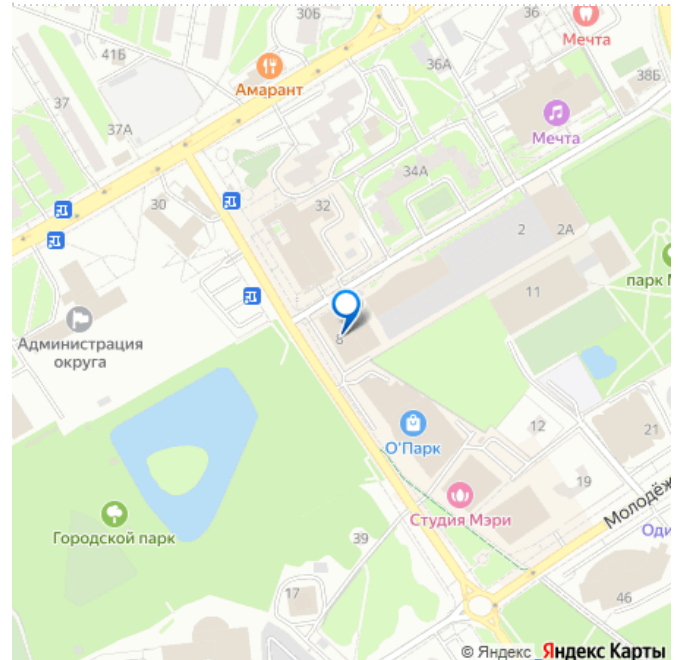 30Б
36
Мечта
41Б
Амарант
36А
38Б
37
37А
Мечта
34А
30
32
2
2А
парк М
11
8
Администрация
округа
О'Парк
12
21
Студия Мэри
19
Молодёж
Оди
Городской парк
39
17
46
© Яндекс Яндекс Карты